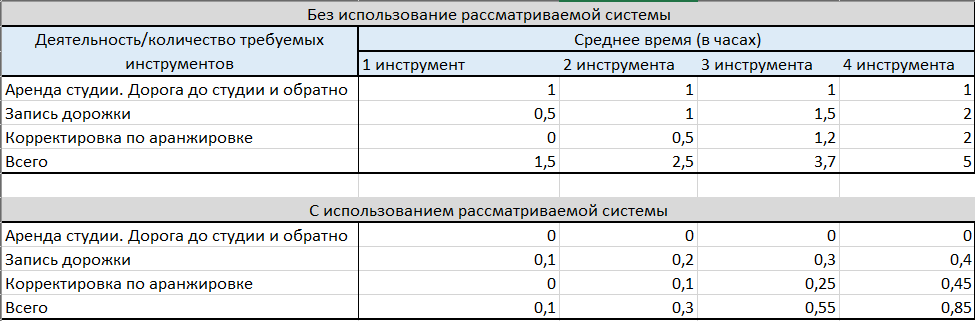 Без использование рассматриваемой системы
Деятельность/количество требуемых инструментов
Среднее время (в часах)
1 инструмент 2 инструмента 3 инструмента 4 инструмента
Аренда студии. Дорога до студии и обратно 1 1 1 1
Запись дорожки 0,5 1 1,5 2
Корректировка по аранжировке 0 0,5 1,2 2
Всего 1,5 2,5 3,7 5
С использованием рассматриваемой системы
Аренда студии. Дорога до студии и обратно 0 0 0 0
Запись дорожки 0,1 0,2 0,3 0,4
Корректировка по аранжировке 0 0,1 0,25 0,45
Всего 0,1 0,3 0,55 0,85